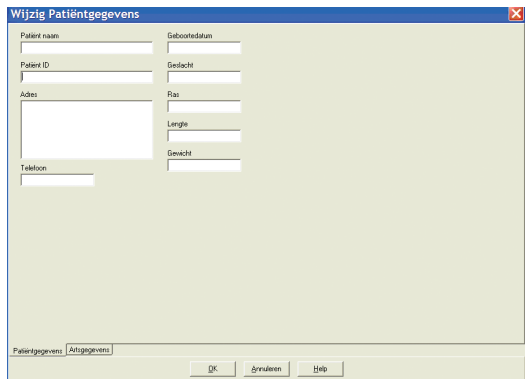 Wijzig Patiëntgegevens
Patiënt naam
Geboortedatum
Patiënt ID
Geslacht
Adres
Ras
Lengte
Gewicht
Telefoon
Patiëntgegevens Artsgegevens
OK Annuleren Help